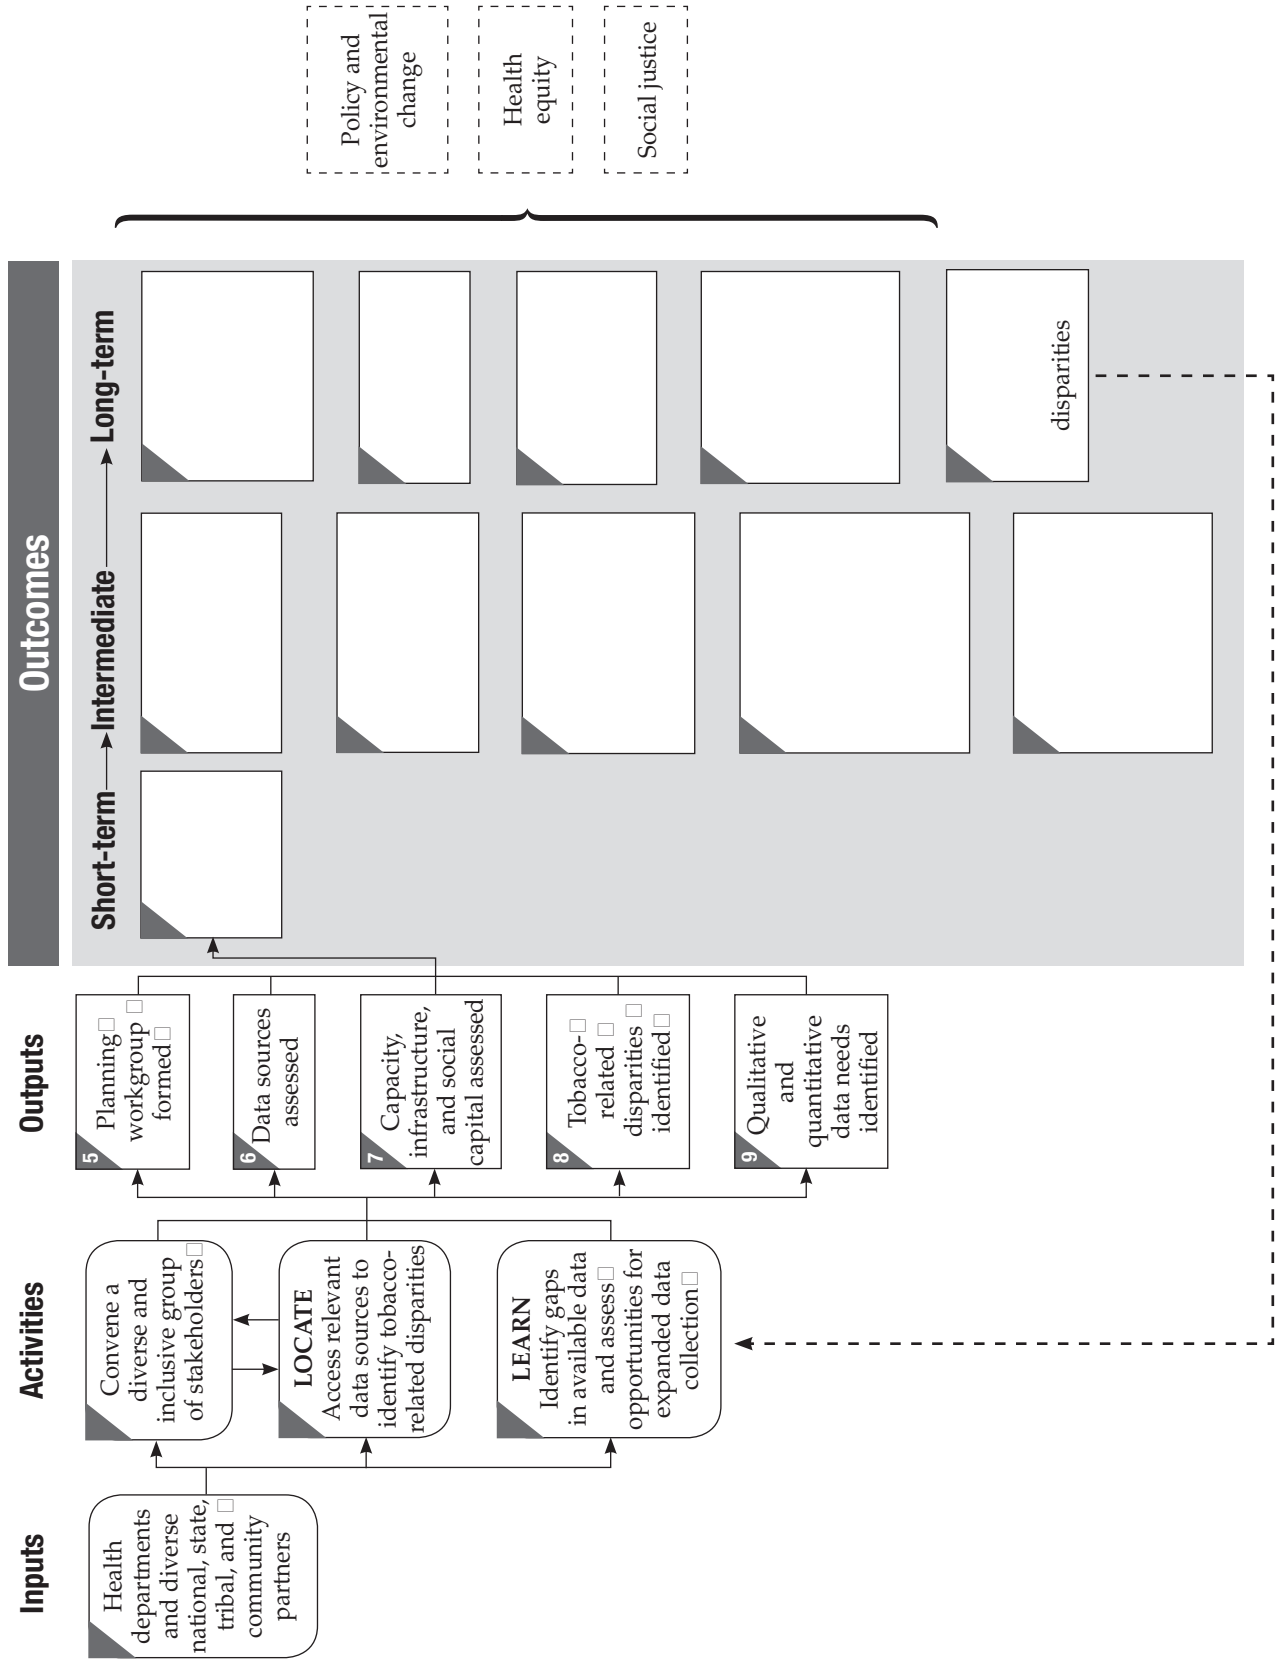 Inputs
Activities
Outputs
Outcomes
Short-term
Intermediate
Long-term
Health
departments
and diverse
national, state,
tribal, and
community
partners
Convene a
diverse and
inclusive group
of stakeholders
LOCATE
Access relevant
data sources to
identify tobacco-
related disparities
LEARN
Identify gaps
in available data
and assess
opportunities for
expanded data
collection
5
Planning
workgroup
formed
6
Data sources
assessed
7
Capacity,
infrastructure,
and social
capital assessed
8
Tobacco-
related
disparities
identified
9
Qualitative
and
quantitative
data needs
identified
disparities
Policy and
environmental
change
Health
equity
Social justice